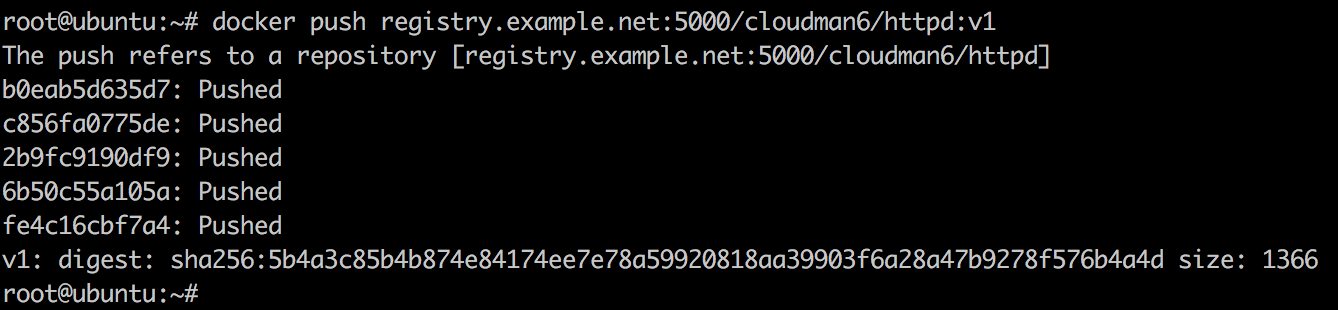 root@ubuntu:~# docker push registry.example.net:5000/cloudman6/httpd:v1
The push refers to a repository [registry.example.net:5000/cloudman6/httpd]
b0eab5d635d7: Pushed
c856fa0775de: Pushed
2b9fc9190df9: Pushed
6b50c55a105a: Pushed
fe4c16cbf7a4: Pushed
v1: digest: sha256:5b4a3c85b4b874e84174ee7e78a59920818aa39903f6a28a47b9278f576b4a4d size: 1366
root@ubuntu:~#